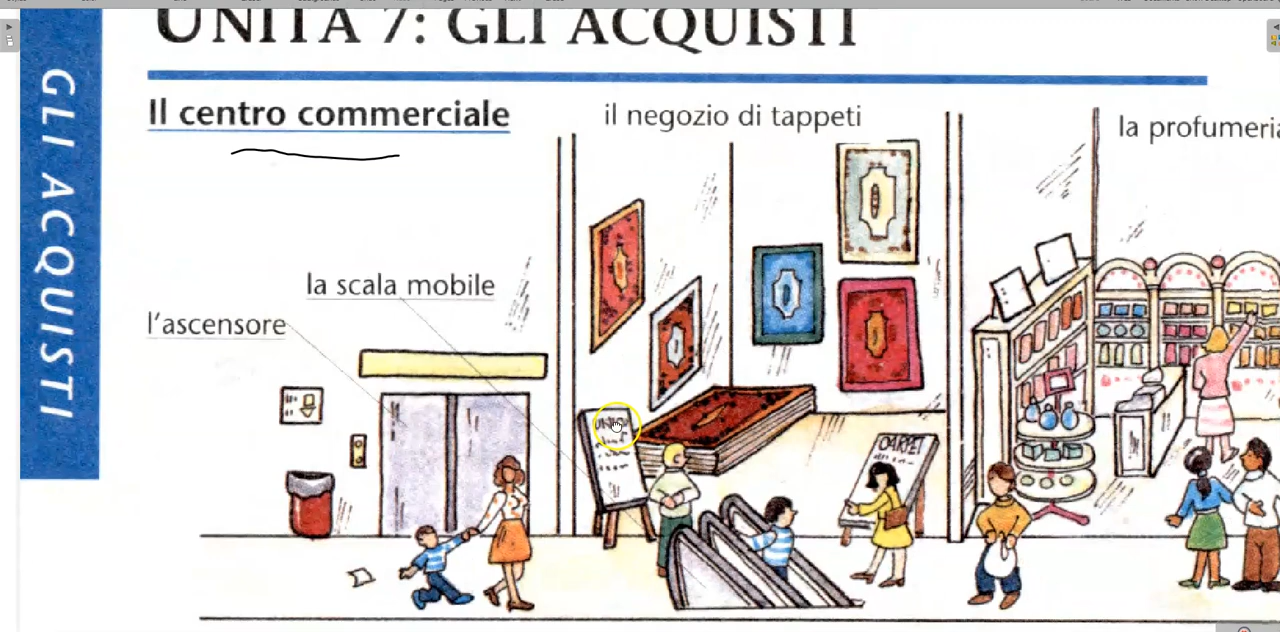 UNITÀ 7: GLI ACQUISTI
GLI ACQUISTI
Il centro commerciale
il negozio di tappeti
la profumeria
la scala mobile
l'ascensore
CARPET